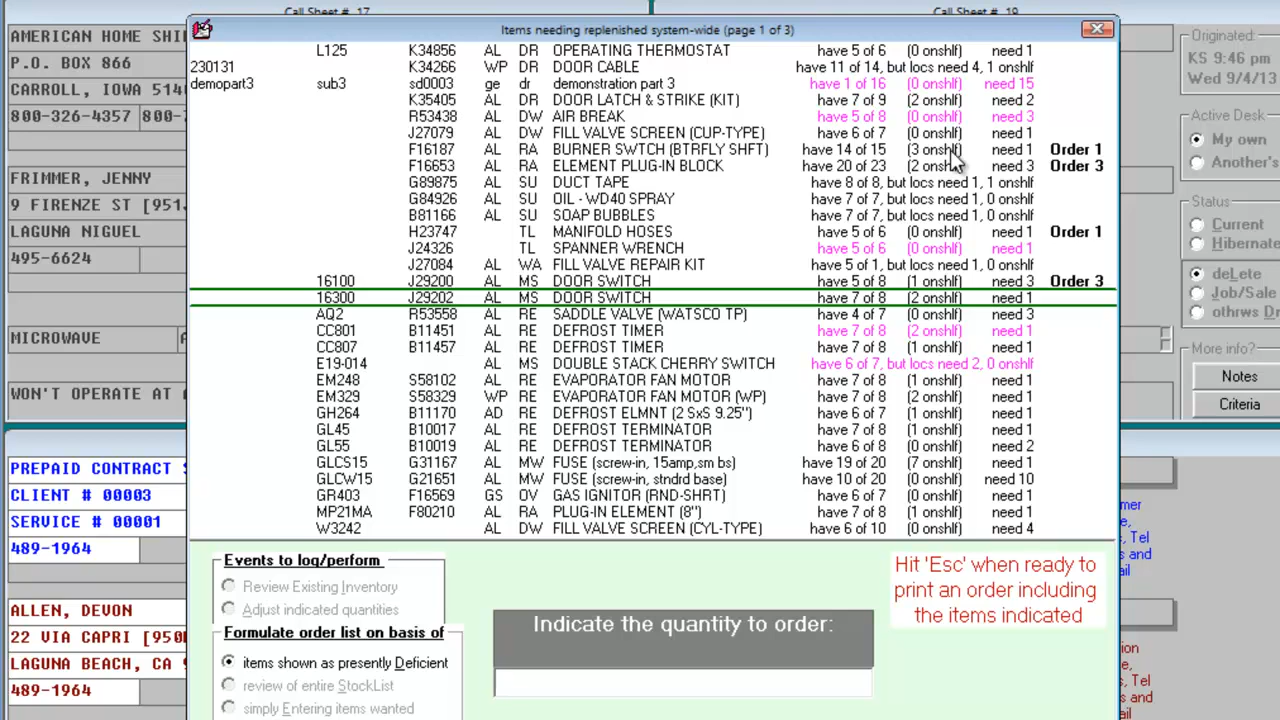 Call Sheet # 17
Call Sheet # 19
AMERICAN HOME SHI
P.O. BOX 866
CARROLL, IOWA 514
800-326-4357 800-
FRIMMER, JENNY
9 FIRENZE ST [951
LAGUNA NIGUEL
495-6624
MICROWAVE
WON'T OPERATE AT
PREPAID CONTRACT S
CLIENT # 00003
SERVICE # 00001
489-1964
ALLEN, DEVON
22 VIA CAPRI [950
LAGUNA BEACH, CA 9
489-1964
Items needing replenished system-wide (page 1 of 3)
L125 K34856 AL DR OPERATING THERMOSTAT have 5 of 6 (0 onshlf) need 1
230131 K34266 WP DR DOOR CABLE have 11 of 14, but locs need 4, 1 onshlf
demopart3 sub3 sd0003 ge dr demonstration part 3 have 1 of 16 (0 onshlf) need 15
K35405 AL DR DOOR LATCH & STRIKE (KIT) have 7 of 9 (2 onshlf) need 2
R53438 AL DW AIR BREAK have 5 of 8 (0 onshlf) need 3
J27079 AL DW FILL VALVE SCREEN (CUP-TYPE) have 6 of 7 (0 onshlf) need 1
F16187 AL RA BURNER SWTCH (BTRFLY SHFT) have 14 of 15 (3 onshlf) need 1 Order 1
F16653 AL RA ELEMENT PLUG-IN BLOCK have 20 of 23 (2 onshlf) need 3 Order 3
G89875 AL SU DUCT TAPE have 8 of 8, but locs need 1, 1 onshlf
G84926 AL SU OIL - WD40 SPRAY have 7 of 7, but locs need 1, 0 onshlf
B81166 AL SU SOAP BUBBLES have 7 of 7, but locs need 1, 0 onshlf
H23747 TL MANIFOLD HOSES have 5 of 6 (0 onshlf) need 1 Order 1
J24326 TL SPANNER WRENCH have 5 of 6 (0 onshlf) need 1
J27084 AL WA FILL VALVE REPAIR KIT have 5 of 1, but locs need 1, 0 onshlf
16100 J29200 AL MS DOOR SWITCH have 5 of 8 (1 onshlf) need 3 Order 3
16300 J29202 AL MS DOOR SWITCH have 7 of 8 (2 onshlf) need 1
AQ2 R53558 AL RE SADDLE VALVE (WATSCO TP) have 4 of 7 (0 onshlf) need 3
CC801 B11451 AL RE DEFROST TIMER have 7 of 8 (2 onshlf) need 1
CC807 B11457 AL RE DEFROST TIMER have 7 of 8 (1 onshlf) need 1
E19-014 AL MS DOUBLE STACK CHERRY SWITCH have 6 of 7, but locs need 2, 0 onshlf
EM248 S58102 AL RE EVAPORATOR FAN MOTOR have 7 of 8 (1 onshlf) need 1
EM329 S58329 WP RE EVAPORATOR FAN MOTOR (WP) have 7 of 8 (2 onshlf) need 1
GH264 B11170 AD RE DEFROST ELMNT (2 SxS 9.25") have 6 of 7 (1 onshlf) need 1
GL45 B10017 AL RE DEFROST TERMINATOR have 7 of 8 (1 onshlf) need 1
GL55 B10019 AL RE DEFROST TERMINATOR have 6 of 8 (0 onshlf) need 2
GLCS15 G31167 AL MW FUSE (screw-in, 15amp,sm bs) have 19 of 20 (7 onshlf) need 1
GLCW15 G21651 AL MW FUSE (screw-in, stndrd base) have 10 of 20 (0 onshlf) need 10
GR403 F16569 GS OV GAS IGNITOR (RND-SHRT) have 6 of 7 (0 onshlf) need 1
MP21MA F80210 AL RA PLUG-IN ELEMENT (8") have 7 of 8 (1 onshlf) need 1
W3242 AL DW FILL VALVE SCREEN (CYL-TYPE) have 6 of 10 (0 onshlf) need 4
Events to log/perform
Review Existing Inventory
Adjust indicated quantities
Formulate order list on basis of
items shown as presently Deficient
review of entire StockList
simply Entering items wanted
Indicate the quantity to order:
Hit 'Esc' when ready to
print an order including
the items indicated
Originated:
KS 9:46 pm
Wed 9/4/13
Active Desk
My own
Another's
Status
Current
Hibernate
deLete
Job/Sale
othrws D
More info?
Notes
Criteria
Tel
s and
Tel
s and